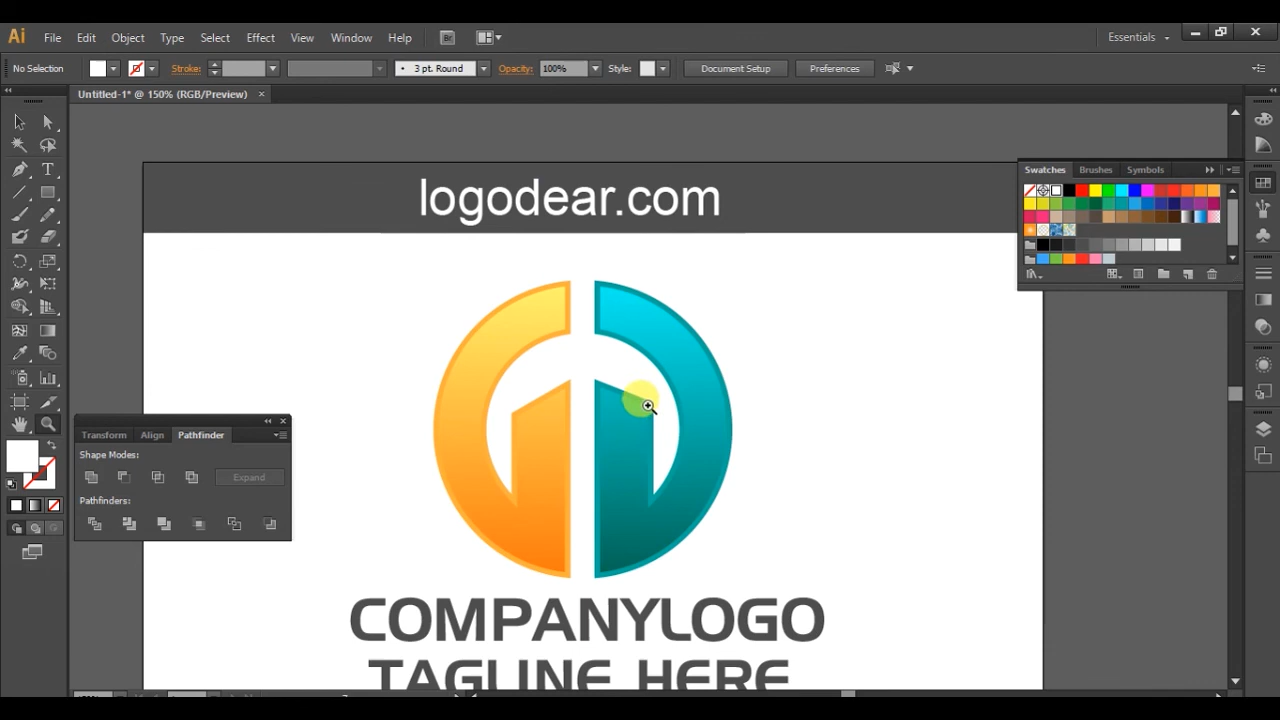 Ai File Edit Object Type Select Effect View Window Help Br Essentials
No Selection Stroke: 3 pt. Round Opacity: 100% Style: Document Setup Preferences
Untitled-1* @ 150% (RGB/Preview)
logodear.com
Swatches Brushes Symbols
Transform Align Pathfinder
Shape Modes:
Expand
Pathfinders:
COMPANYLOGO
TAGLINE HERE